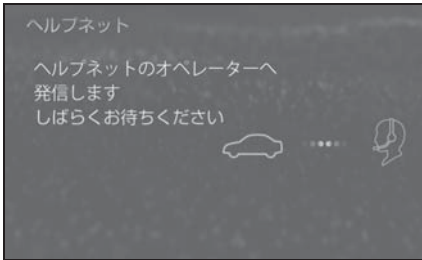 ヘルプネット
ヘルプネットのオペレーターへ
発信します
しばらくお待ちください